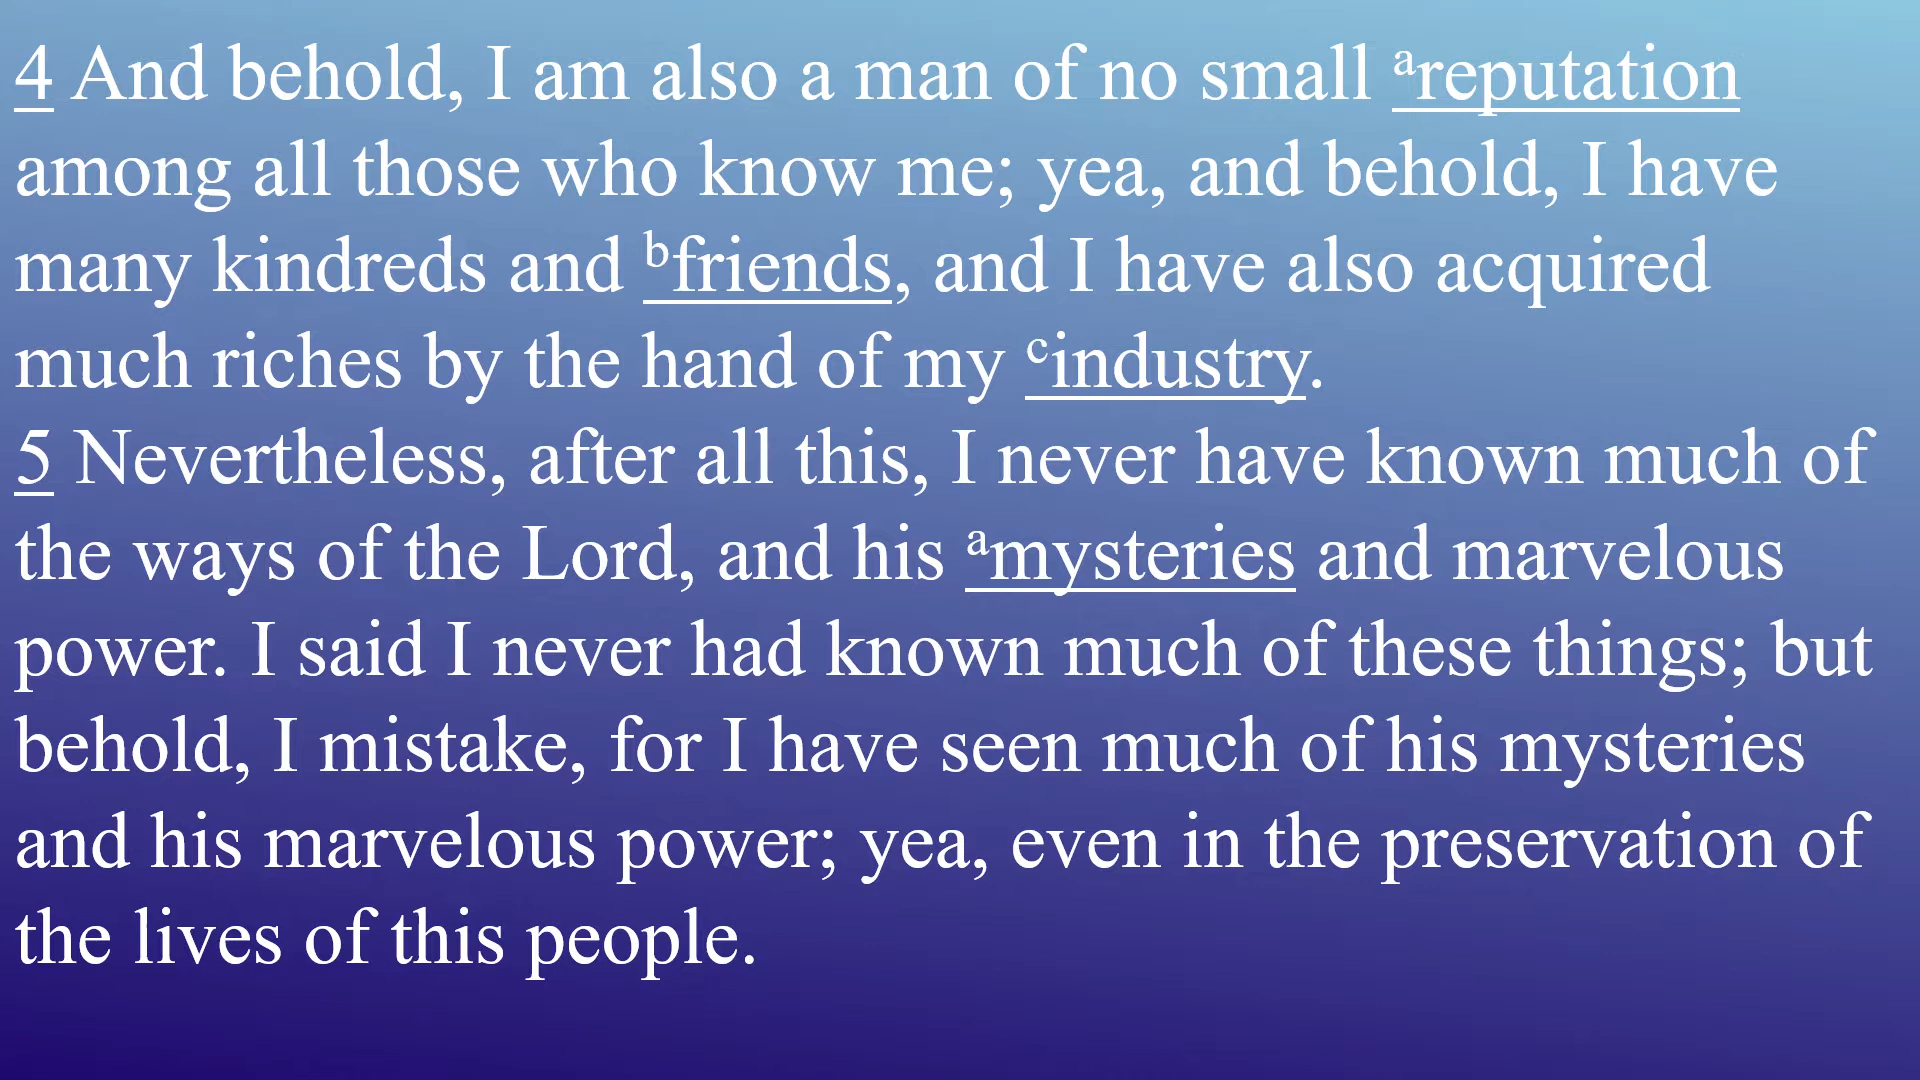 4 And behold, I am also a man of no small areputation
among all those who know me; yea, and behold, I have
many kindreds and bfriends, and I have also acquired
much riches by the hand of my cindustry.
5 Nevertheless, after all this, I never have known much of
the ways of the Lord, and his amysteries and marvelous
power. I said I never had known much of these things; but
behold, I mistake, for I have seen much of his mysteries
and his marvelous power; yea, even in the preservation of
the lives of this people.